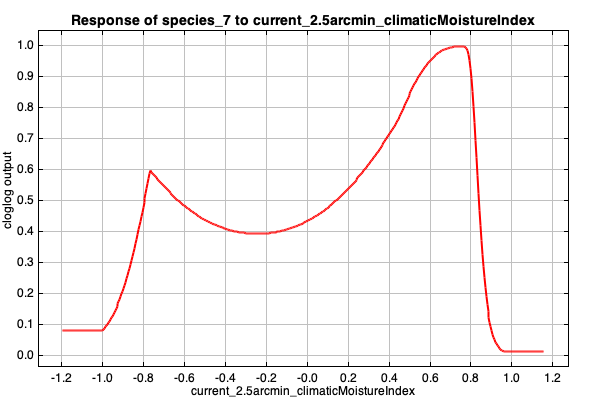 Response of species_7 to current_2.5arcmin_climaticMoistureIndex
cloglog output
1.0
0.9
0.8
0.7
0.6
0.5
0.4
0.3
0.2
0.1
0.0
-1.2 -1.0 -0.8 -0.6 -0.4 -0.2 -0.0 0.2 0.4 0.6 0.8 1.0 1.2
current_2.5arcmin_climaticMoistureIndex